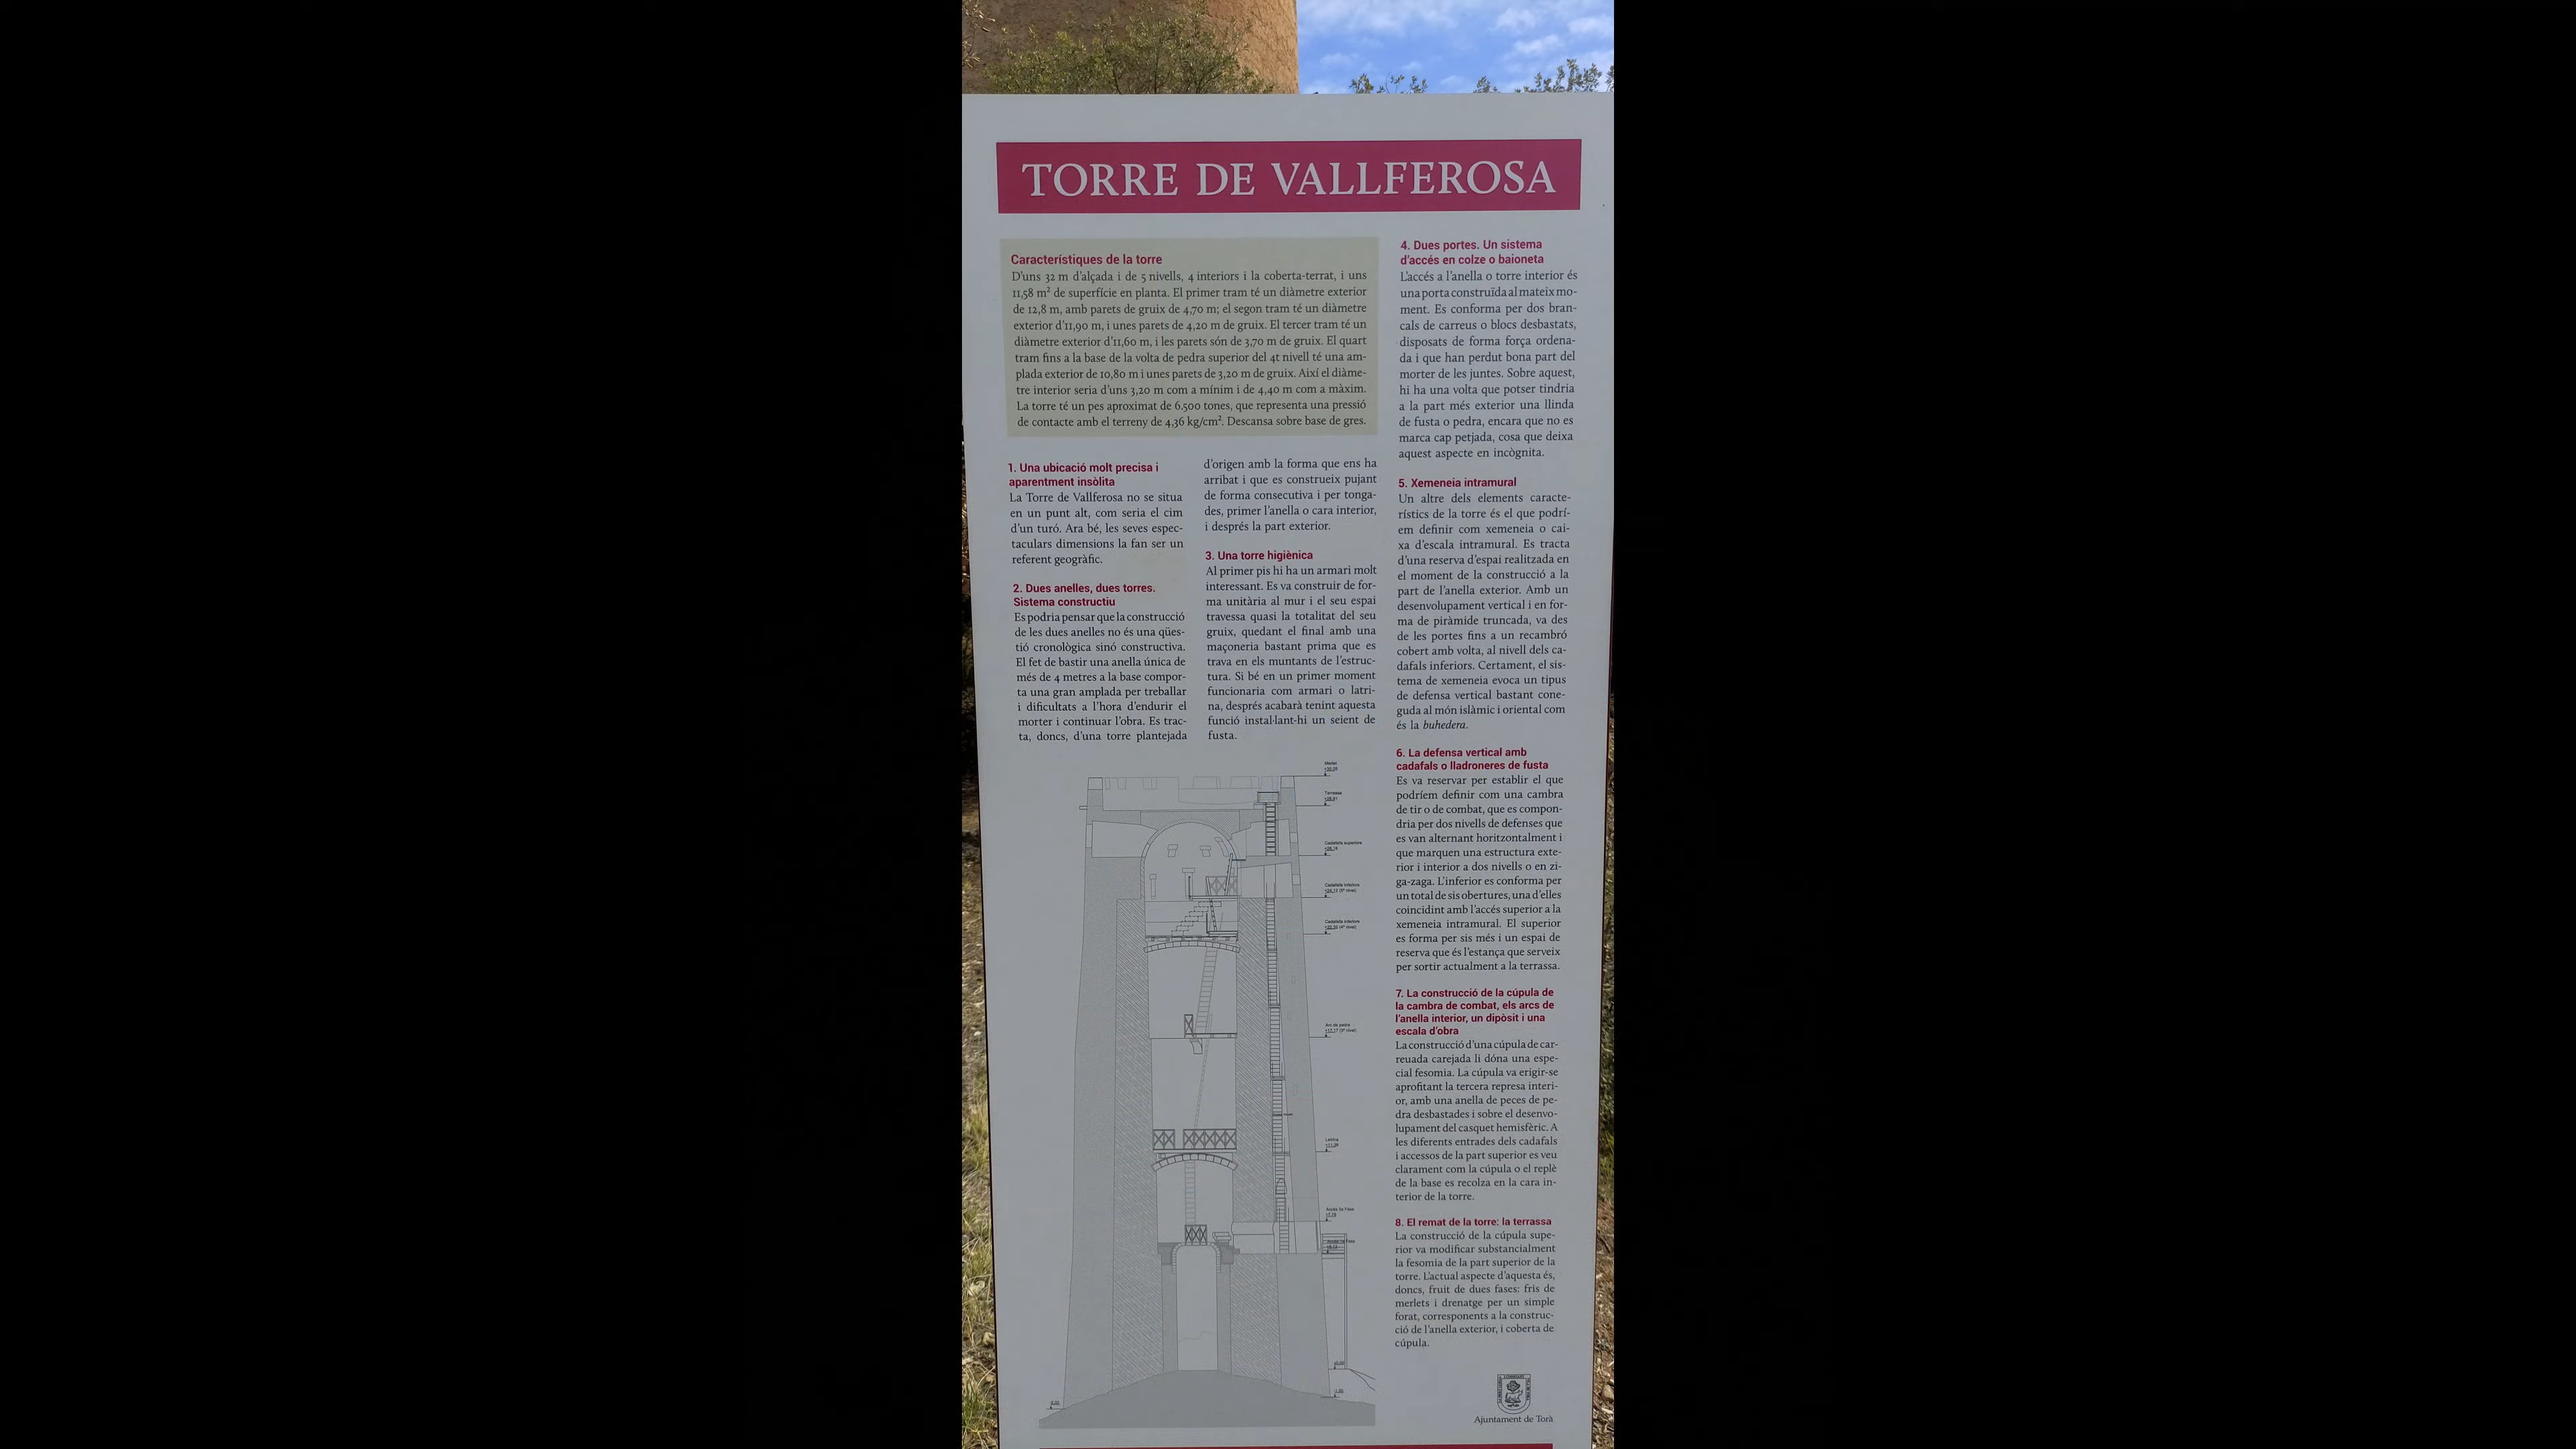 TORRE DE VALLFEROSA
Característiques de la torre
D'uns 32 m d'alçada i de 5 nivells, 4 interiors i la coberta-terrat, i uns
11,58 m² de superfície en planta. El primer tram té un diàmetre exterior
de 12,8 m, amb parets de gruix de 4,70 m; el segon tram té un diàmetre
exterior d'11,90 m, i unes parets de 4,20 m de gruix. El tercer tram té un
diàmetre exterior d'11,60 m, i les parets són de 3,70 m de gruix. El quart
tram fins a la base de la volta de pedra superior del 4t nivell té una am-
plada exterior de 10,80 m i unes parets de 3,20 m de gruix. Així el diàme-
tre interior seria d'uns 3,20 m com a mínim i de 4,40 m com a màxim.
La torre té un pes aproximat de 6.500 tones, que representa una pressió
de contacte amb el terreny de 4,36 kg/cm². Descansa sobre base de gres.
1. Una ubicació molt precisa i
aparentment insòlita
La Torre de Vallferosa no se situa
en un punt alt, com seria el cim
d'un turó. Ara bé, les seves espec-
taculars dimensions la fan ser un
referent geogràfic.
2. Dues anelles, dues torres.
Sistema constructiu
Es podria pensar que la construcció
de les dues anelles no és una qües-
tió cronològica sinó constructiva.
El fet de bastir una anella única de
més de 4 metres a la base compor-
ta una gran amplada per treballar
i dificultats a l'hora d'endurir el
morter i continuar l'obra. Es trac-
ta, doncs, d'una torre plantejada
d'origen amb la forma que ens ha
arribat i que es construeix pujant
de forma consecutiva i per tonga-
des, primer l'anella o cara interior,
i després la part exterior.
3. Una torre higiènica
Al primer pis hi ha un armari molt
interessant. Es va construir de for-
ma unitària al mur i el seu espai
travessa quasi la totalitat del seu
gruix, quedant el final amb una
maçoneria bastant prima que es
trava en els muntants de l'estruc-
tura. Si bé en un primer moment
funcionaria com armari o latri-
na, després acabarà tenint aquesta
funció instal·lant-hi un seient de
fusta.
4. Dues portes. Un sistema
d'accés en colze o baioneta
L'accés a l'anella o torre interior és
una porta construïda al mateix mo-
ment. Es conforma per dos bran-
cals de carreus o blocs desbastats,
disposats de forma força ordena-
da i que han perdut bona part del
morter de les juntes. Sobre aquest,
hi ha una volta que potser tindria
a la part més exterior una llinda
de fusta o pedra, encara que no es
marca cap petjada, cosa que deixa
aquest aspecte en incògnita.
5. Xemeneia intramural
Un altre dels elements caracte-
rístics de la torre és el que podrí-
em definir com xemeneia o cai-
xa d'escala intramural. Es tracta
d'una reserva d'espai realitzada en
el moment de la construcció a la
part de l'anella exterior. Amb un
desenvolupament vertical i en for-
ma de piràmide truncada, va des
de les portes fins a un recambró
cobert amb volta, al nivell dels ca-
dafals inferiors. Certament, el sis-
tema de xemeneia evoca un tipus
de defensa vertical bastant cone-
guda al món islàmic i oriental com
és la buhedera.
6. La defensa vertical amb
cadafals o lladroneres de fusta
Es va reservar per establir el que
podríem definir com una cambra
de tir o de combat, que es compon-
dria per dos nivells de defenses que
es van alternant horitzontalment i
que marquen una estructura exte-
rior i interior a dos nivells o en zi-
ga-zaga. L'inferior es conforma per
un total de sis obertures, una d'elles
coincidint amb l'accés superior a la
xemeneia intramural. El superior
es forma per sis més i un espai de
reserva que és l'estança que serveix
per sortir actualment a la terrassa.
7. La construcció de la cúpula de
la cambra de combat, els arcs de
l'anella interior, un dipòsit i una
escala d'obra
La construcció d'una cúpula de car-
reuada carejada li dóna una espe-
cial fesomia. La cúpula va erigir-se
aprofitant la tercera represa interi-
or, amb una anella de peces de pe-
dra desbastades i sobre el desenvo-
lupament del casquet hemisfèric. A
les diferents entrades dels cadafals
i accessos de la part superior es veu
clarament com la cúpula o el replè
de la base es recolza en la cara in-
terior de la torre.
8. El remat de la torre: la terrassa
La construcció de la cúpula supe-
rior va modificar substancialment
la fesomia de la part superior de la
torre. L'actual aspecte d'aquesta és,
doncs, fruit de dues fases: fris de
merlets i drenatge per un simple
forat, corresponents a la construc-
ció de l'anella exterior, i coberta de
cúpula.
Merlet
Terrassa
Cadafals superiors
Cadafals inferiors
Cadafals inferiors
Arc de pedra
Latrina
Ajuntament de Torà